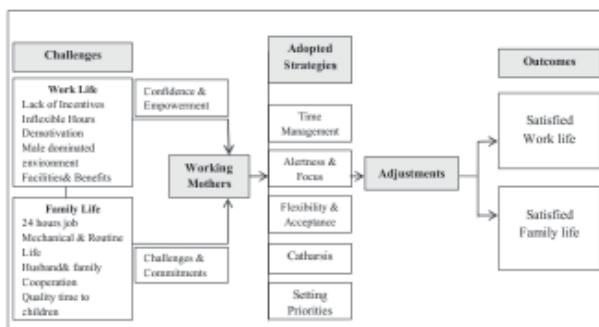 Challenges
Work Life
Lack of Incentives
Inflexible Hours
Demotivation
Male dominated
environment
Facilities& Benefits
Family Life
24 hours job
Mechanical & Routine
Life
Husband& family
Cooperation
Quality time to
children
Confidence &
Empowerment
Challenges &
Commitments
Working
Mothers
Adopted
Strategies
Time
Management
Alertness &
Focus
Flexibility &
Acceptance
Catharsis
Setting
Priorities
Adjustments
Outcomes
Satisfied
Work life
Satisfied
Family life